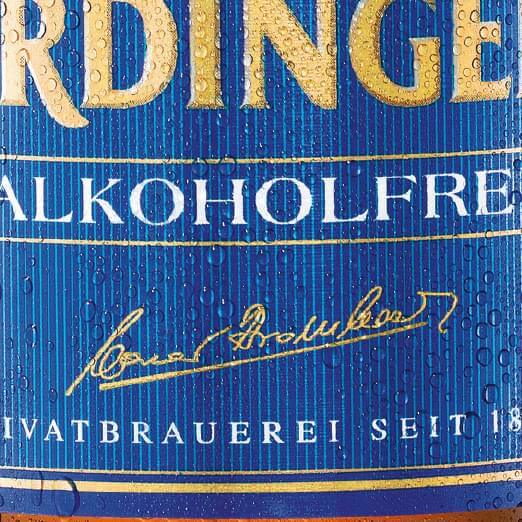 RDINGE
ALKOHOLFRE
IVATBRAUEREI SEIT 18